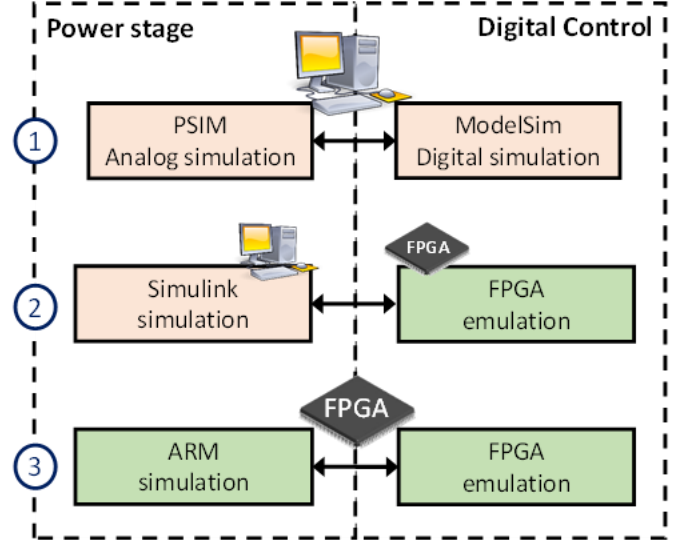 Power stage
Digital Control
1
PSIM
Analog simulation
ModelSim
Digital simulation
FPGA
2
Simulink
simulation
FPGA
emulation
FPGA
3
ARM
simulation
FPGA
emulation